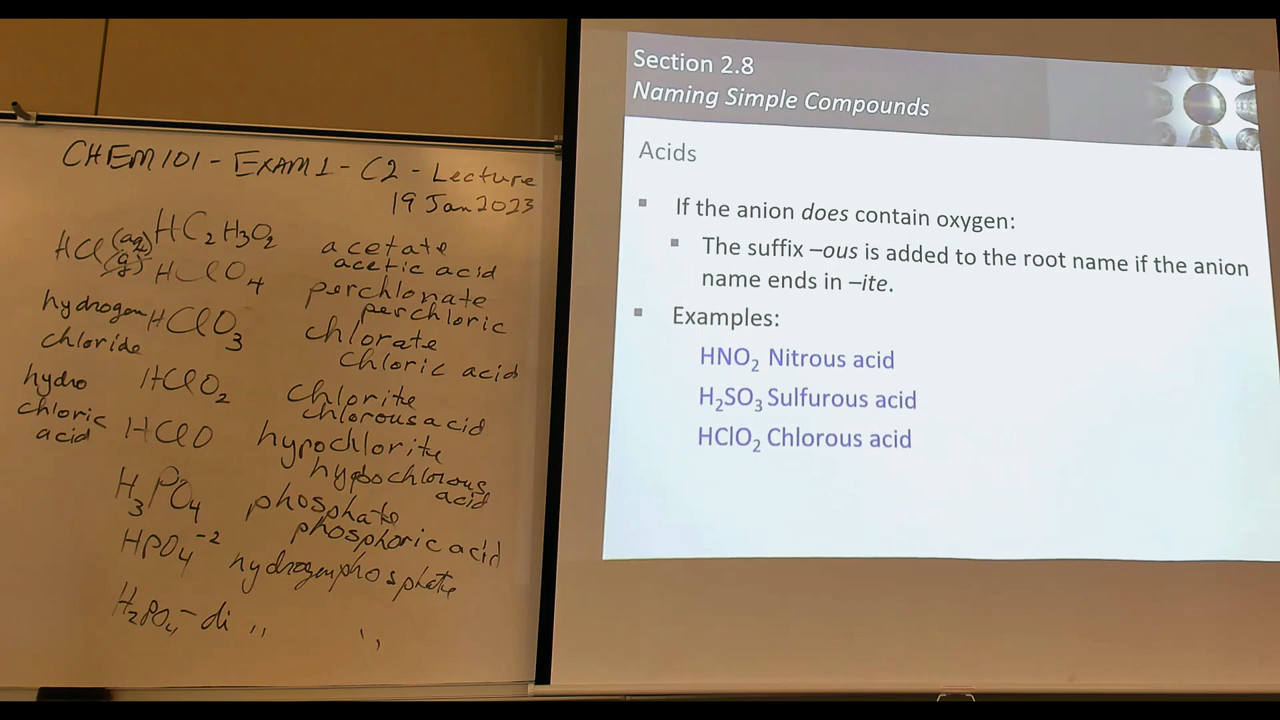 CHEM 101 - EXAM 1 - C2 - Lecture
19 Jan 2023
HCl (aq) HC2H3O2 acetate
(g) acetic acid
HClO4 perchlorate
perchloric
hydrogen HClO3 chlorate
chloride chloric acid
hydro HClO2 chlorite
chloric chlorous acid
acid HClO hypochlorite
hypochlorous
acid
H3PO4 phosphate
phosphoric acid
HPO4-2 hydrogenphosphate
H2PO4- di " "
Section 2.8
Naming Simple Compounds
Acids
▪ If the anion does contain oxygen:
▪ The suffix –ous is added to the root name if the anion
name ends in –ite.
▪ Examples:
HNO2 Nitrous acid
H2SO3 Sulfurous acid
HClO2 Chlorous acid